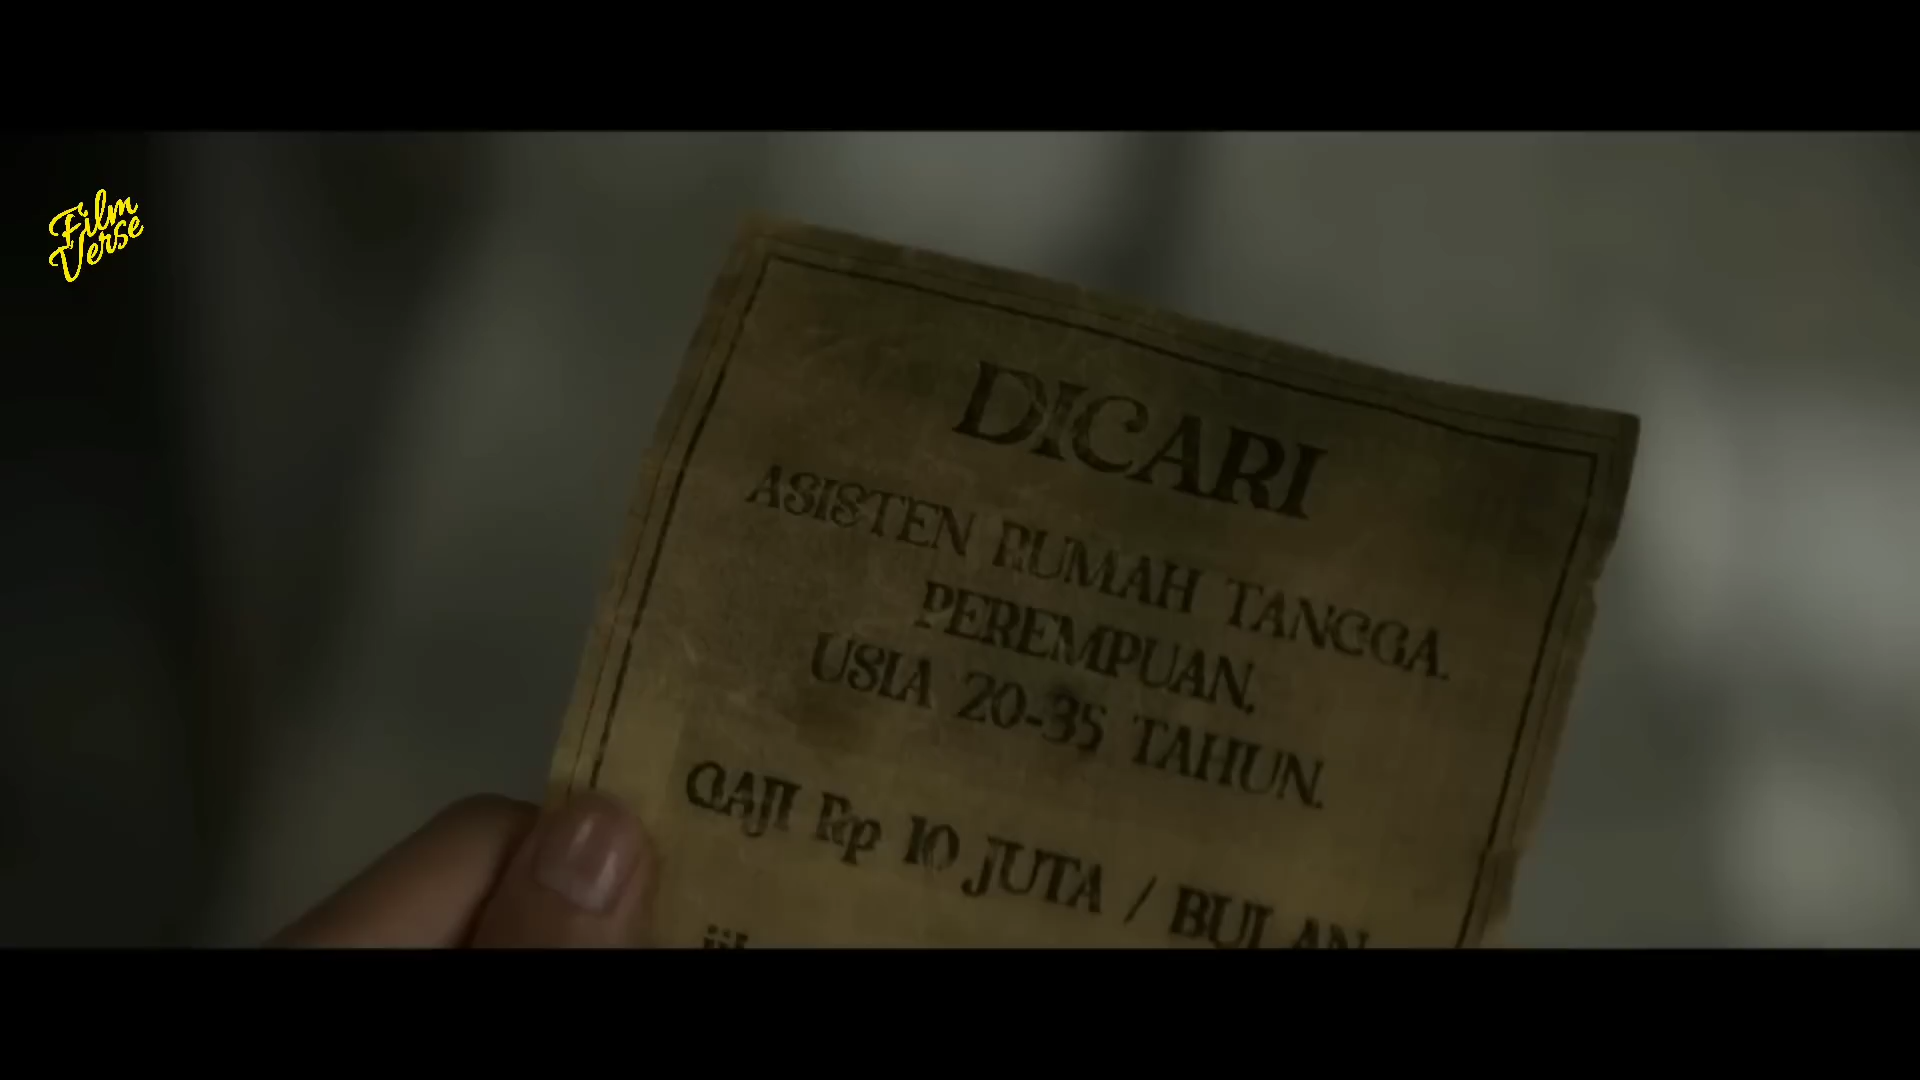 Film
Verse
DICARI
ASISTEN RUMAH TANGGA.
PEREMPUAN.
USIA 20-35 TAHUN.
GAJI Rp 10 JUTA / BULAN